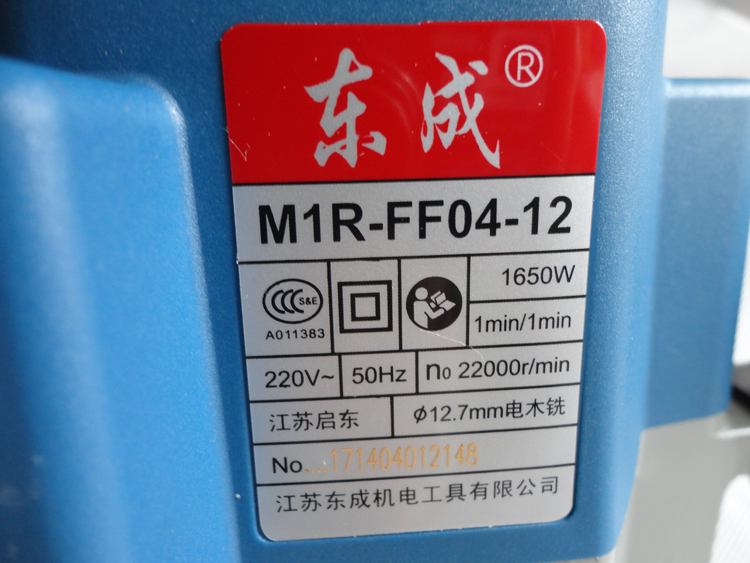 东成®
M1R-FF04-12
CCC S&E
A011383
1650W
1min/1min
220V~ 50Hz n0 22000r/min
江苏启东 φ12.7mm电木铣
No. 171404012148
江苏东成机电工具有限公司